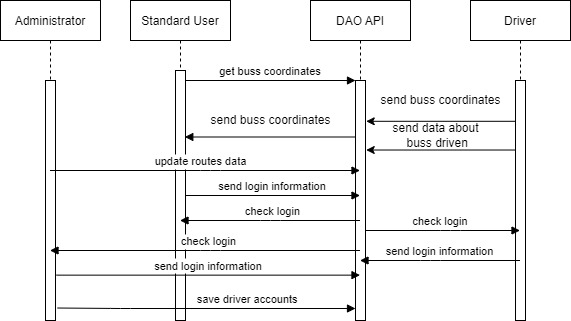 Administrator
Standard User
DAO API
Driver
get buss coordinates
send buss coordinates
send buss coordinates
send data about
buss driven
update routes data
send login information
check login
check login
check login
send login information
send login information
save driver accounts